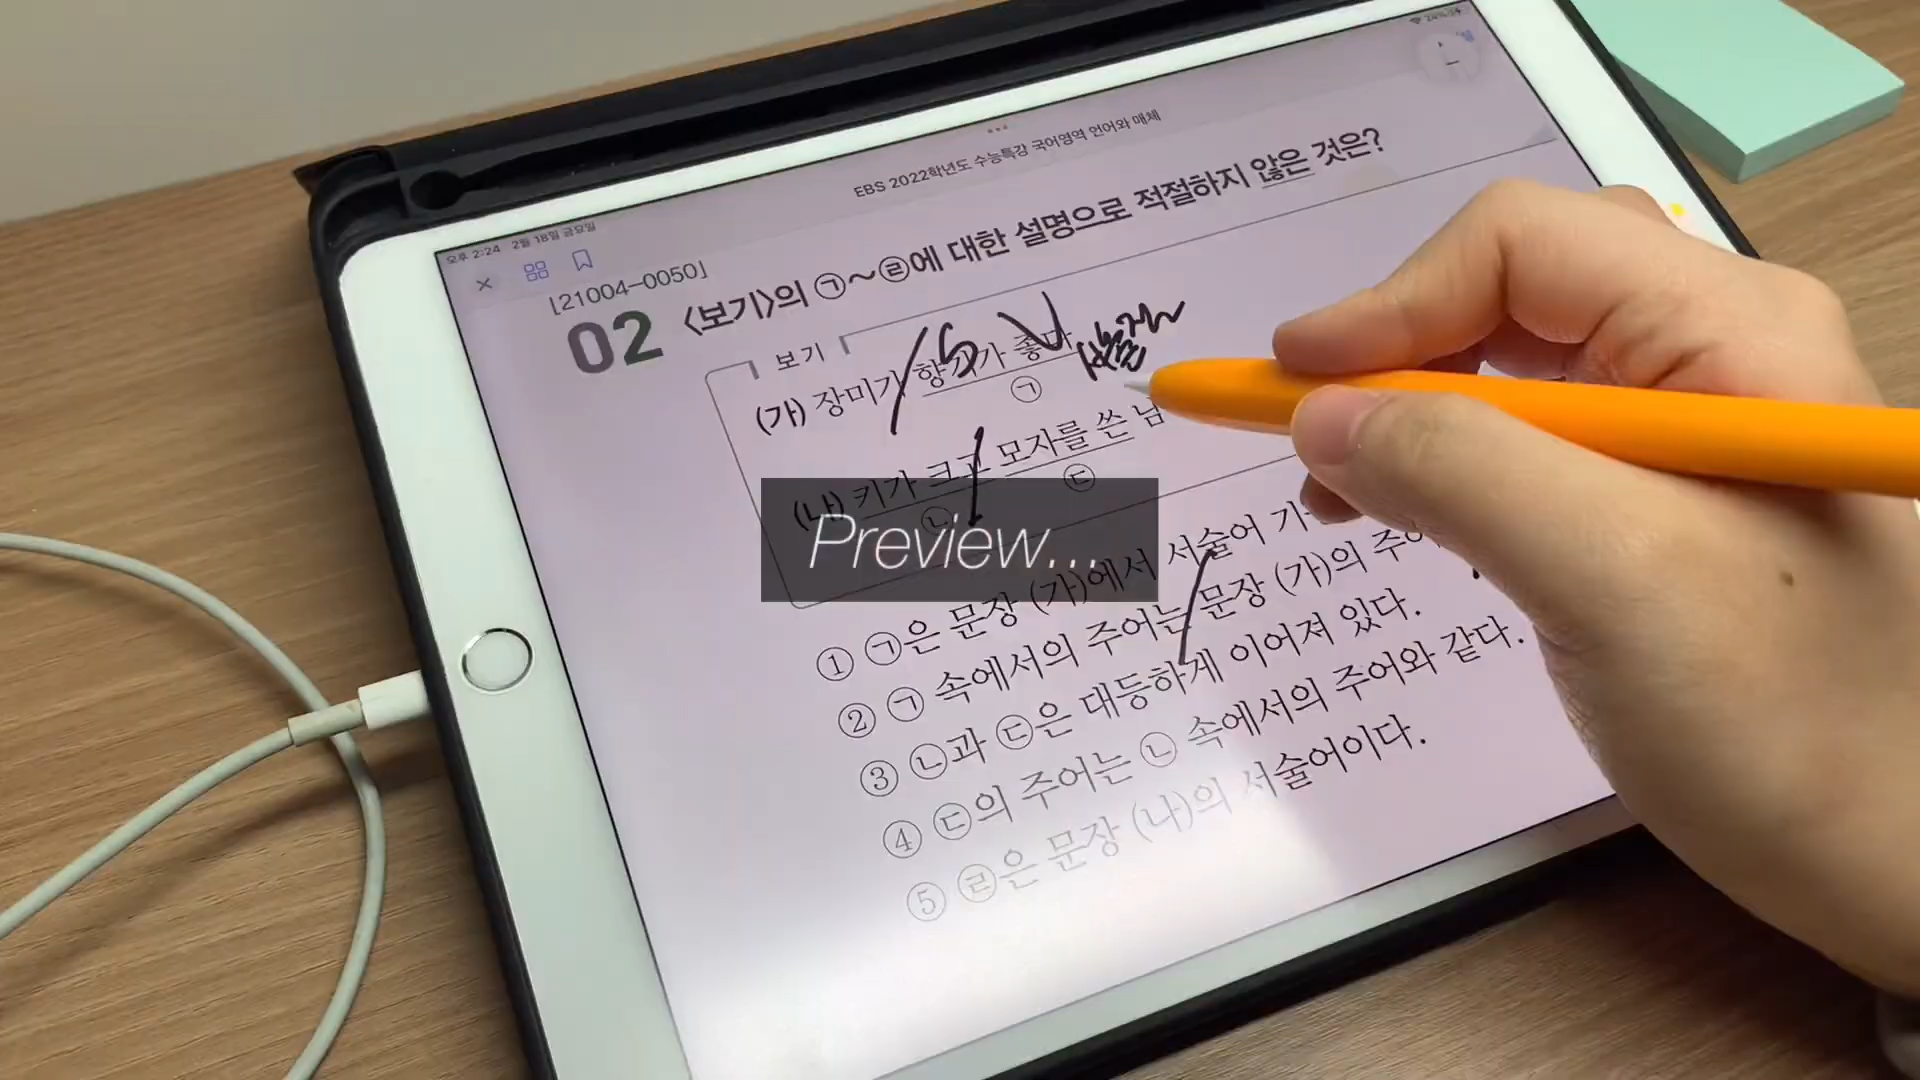 오후 2:24 2월 18일 금요일
24%
EBS 2022학년도 수능특강 국어영역 언어와 매체
[21004-0050]
02 <보기>의 ㉠~㉣에 대한 설명으로 적절하지 않은 것은?
보기
(가) 장미가 향기가 좋다
㉠
S V 서술절
(나) 키가 크고 모자를 쓴
㉡ ㉢
Preview...
① ㉠은 문장 (가)에서 서술어
② ㉠ 속에서의 주어는 문장 (가)의
③ ㉡과 ㉢은 대등하게 이어져 있다.
④ ㉢의 주어는 ㉡ 속에서의 주어와 같다.
⑤ ㉣은 문장 (나)의 서술어이다.